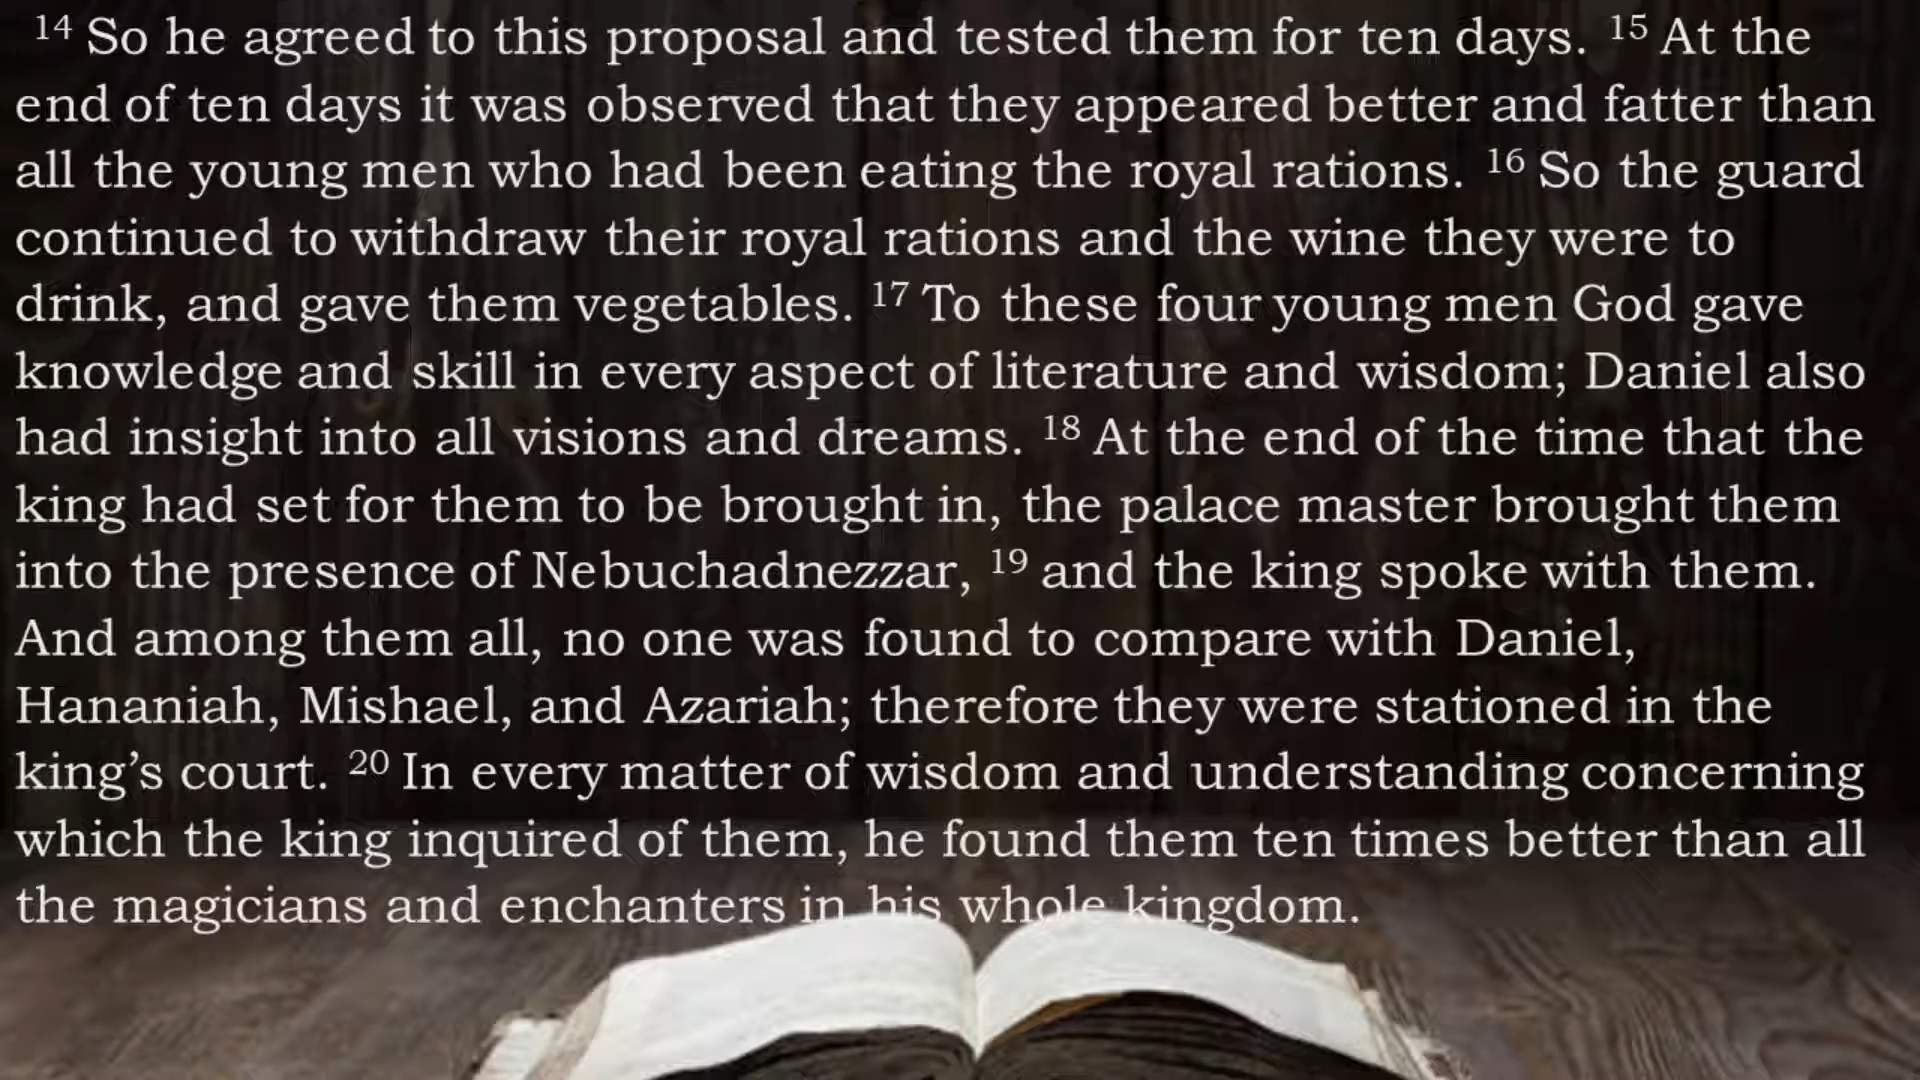 14 So he agreed to this proposal and tested them for ten days. 15 At the
end of ten days it was observed that they appeared better and fatter than
all the young men who had been eating the royal rations. 16 So the guard
continued to withdraw their royal rations and the wine they were to
drink, and gave them vegetables. 17 To these four young men God gave
knowledge and skill in every aspect of literature and wisdom; Daniel also
had insight into all visions and dreams. 18 At the end of the time that the
king had set for them to be brought in, the palace master brought them
into the presence of Nebuchadnezzar, 19 and the king spoke with them.
And among them all, no one was found to compare with Daniel,
Hananiah, Mishael, and Azariah; therefore they were stationed in the
king’s court. 20 In every matter of wisdom and understanding concerning
which the king inquired of them, he found them ten times better than all
the magicians and enchanters in his whole kingdom.